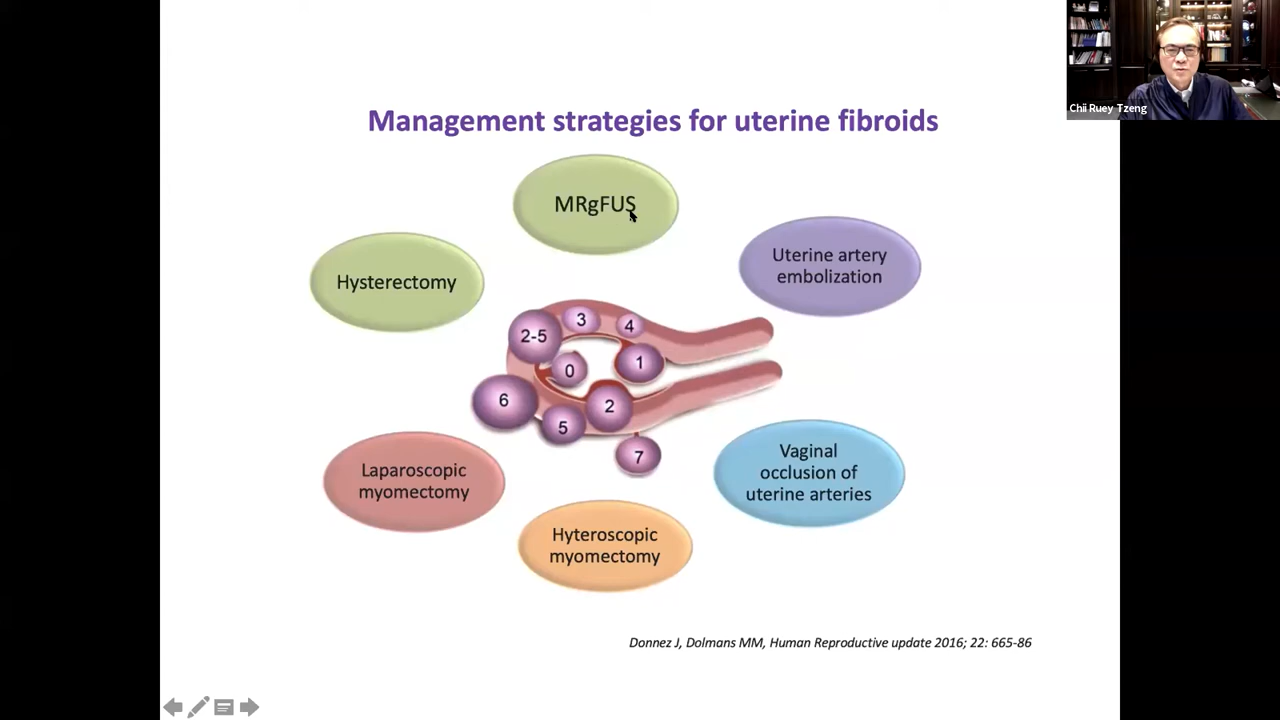 Chii Ruey Tzeng
Management strategies for uterine fibroids
MRgFUS
Uterine artery
embolization
Hysterectomy
2-5
3
4
0
1
6
5
2
7
Vaginal
occlusion of
uterine arteries
Laparoscopic
myomectomy
Hyteroscopic
myomectomy
Donnez J, Dolmans MM, Human Reproductive update 2016; 22: 665-86